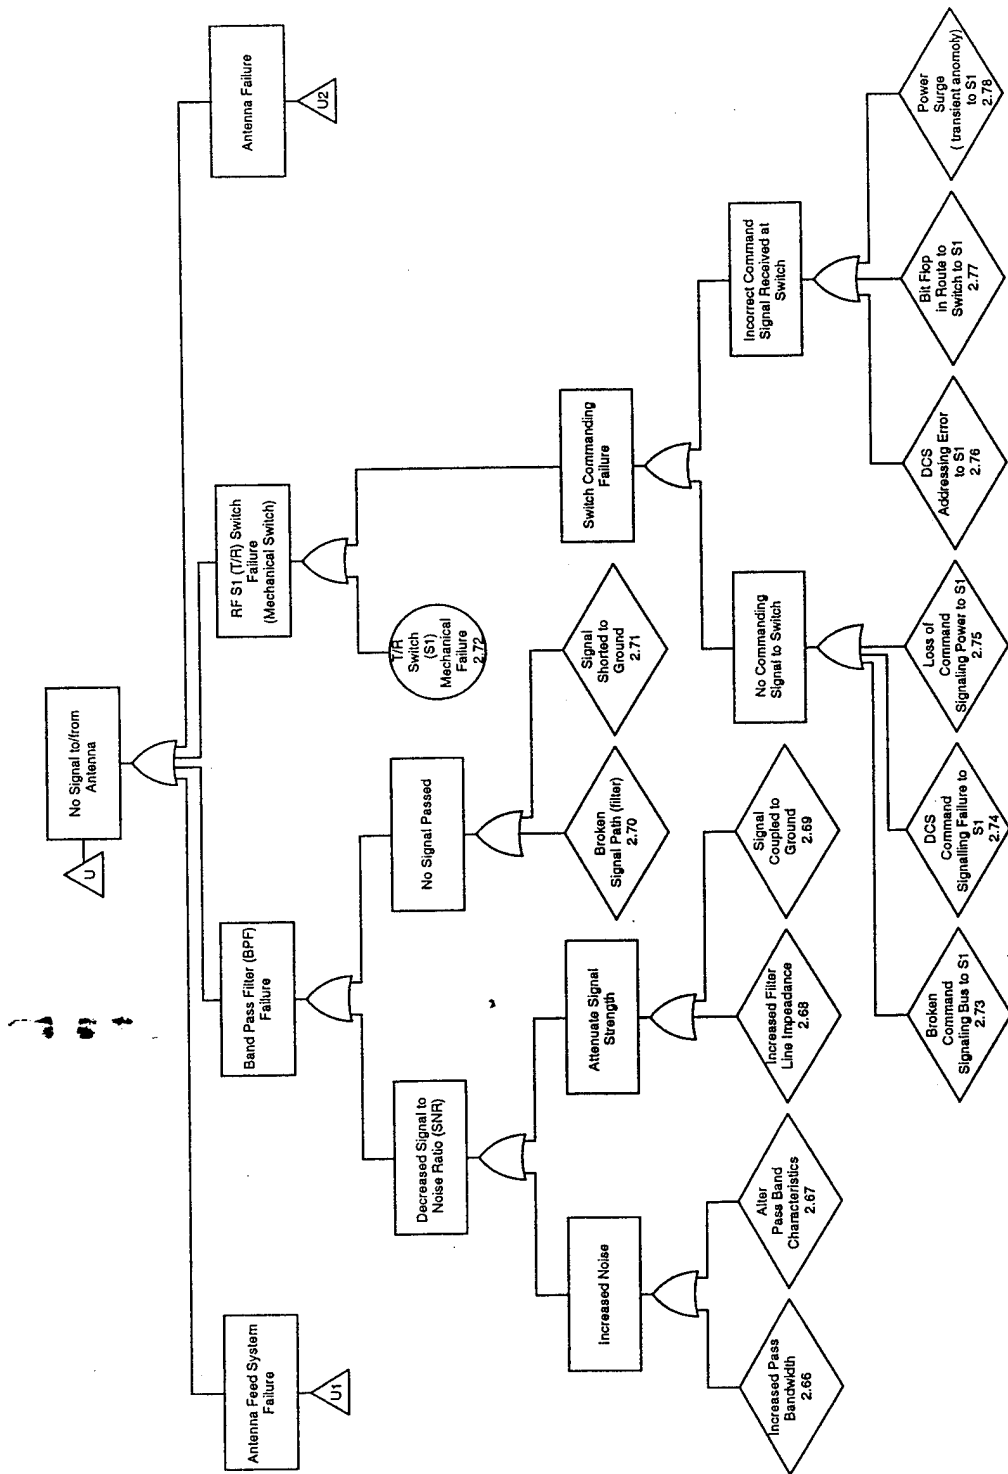 U
No Signal to/from
Antenna
Antenna Feed System
Failure
U1
Band Pass Filter (BPF)
Failure
RF S1 (T/R) Switch
Failure
(Mechanical Switch)
Antenna Failure
U2
Decreased Signal to
Noise Ratio (SNR)
No Signal Passed
T/R
Switch
(S1)
Mechanical
Failure
2.72
Switch Commanding
Failure
Increased Noise
Attenuate Signal
Strength
Broken
Signal Path (filter)
2.70
Signal
Shorted to
Ground
2.71
No Commanding
Signal to Switch
Incorrect Command
Signal Received at
Switch
Increased Pass
Bandwidth
2.66
Alter
Pass Band
Characteristics
2.67
Increased Filter
Line Impeadance
2.68
Signal
Coupled to
Ground
2.69
Broken
Command
Signaling Bus to S1
2.73
DCS
Command
Signalling Failure to
S1
2.74
Loss of
Command
Signaling Power to S1
2.75
DCS
Addressing Error
to S1
2.76
Bit Flop
in Route to
Switch to S1
2.77
Power
Surge
( transient anomoly)
to S1
2.78